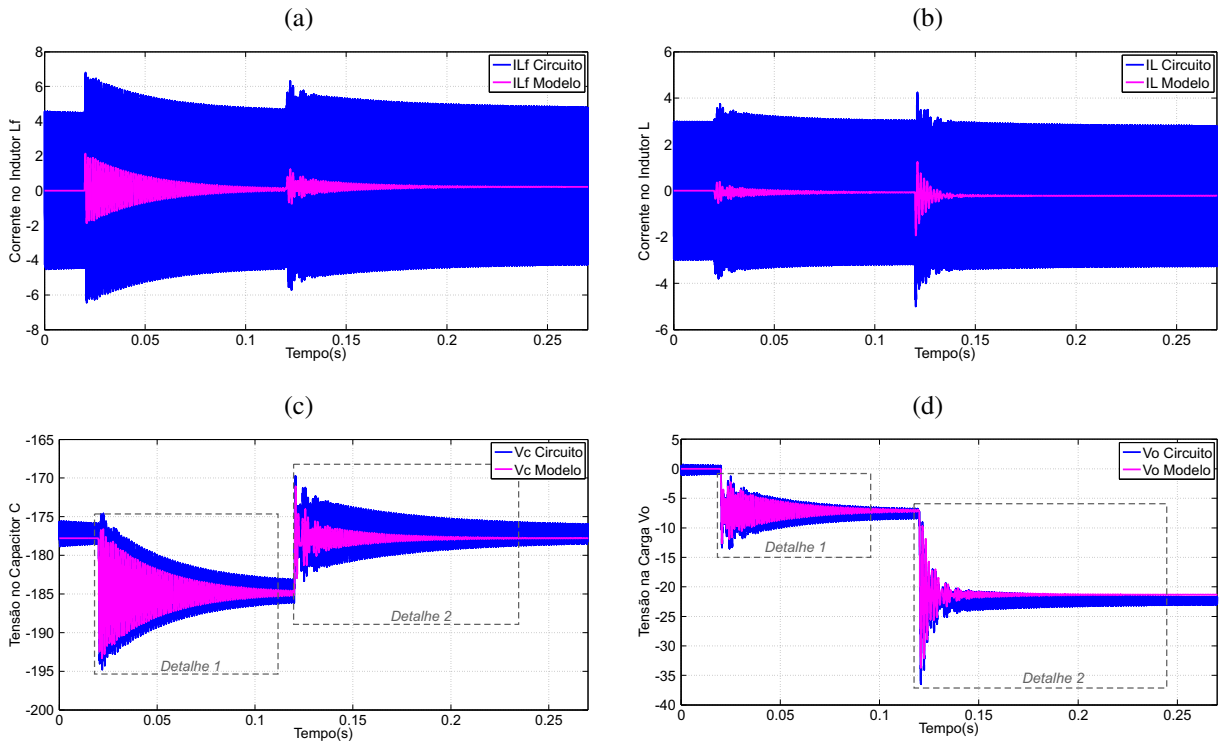 (a)
8
6
4
2
0
-2
-4
-6
-8
Corrente no Indutor Lf
ILf Circuito
ILf Modelo
0
0.05
0.1
0.15
0.2
0.25
Tempo(s)
(b)
6
4
2
0
-2
-4
-6
Corrente no Indutor L
IL Circuito
IL Modelo
0
0.05
0.1
0.15
0.2
0.25
Tempo(s)
(c)
-165
-170
-175
-180
-185
-190
-195
-200
Tensão no Capacitor C
Vc Circuito
Vc Modelo
Detalhe 1
Detalhe 2
0
0.05
0.1
0.15
0.2
0.25
Tempo(s)
(d)
5
0
-5
-10
-15
-20
-25
-30
-35
-40
Tensão na Carga Vo
Vo Circuito
Vo Modelo
Detalhe 1
Detalhe 2
0
0.05
0.1
0.15
0.2
0.25
Tempo(s)